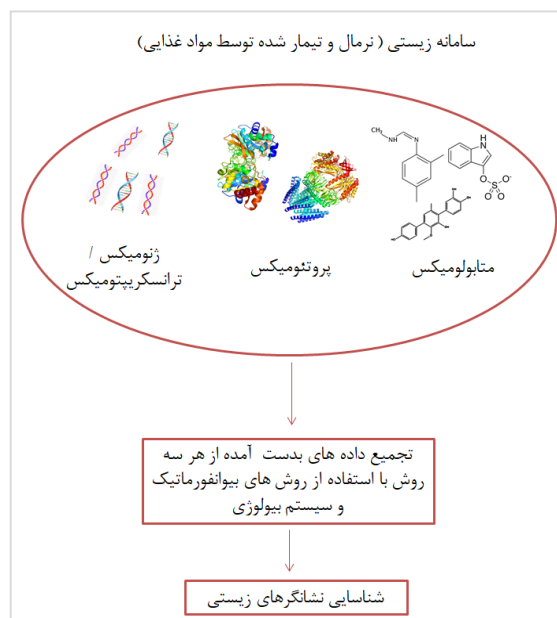 سامانه زیستی ( نرمال و تیمار شده توسط مواد غذایی)
ژنومیکس /
ترانسکریپتومیکس
پروتئومیکس
متابولومیکس
تجمیع داده های بدست آمده از هر سه
روش با استفاده از روش های بیوانفورماتیک
و سیستم بیولوژی
شناسایی نشانگرهای زیستی